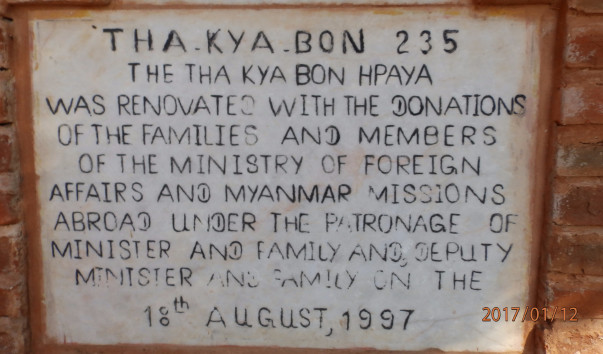 THA-KYA-BON 235
THE THA KYA BON HPAYA
WAS RENOVATED WITH THE DONATIONS
OF THE FAMILIES AND MEMBERS
OF THE MINISTRY OF FOREIGN
AFFAIRS AND MYANMAR MISSIONS
ABROAD UNDER THE PATRONAGE OF
MINISTER AND FAMILY AND, DEPUTY
MINISTER AND FAMILY ON THE
18th AUGUST, 1997
2017/01/12